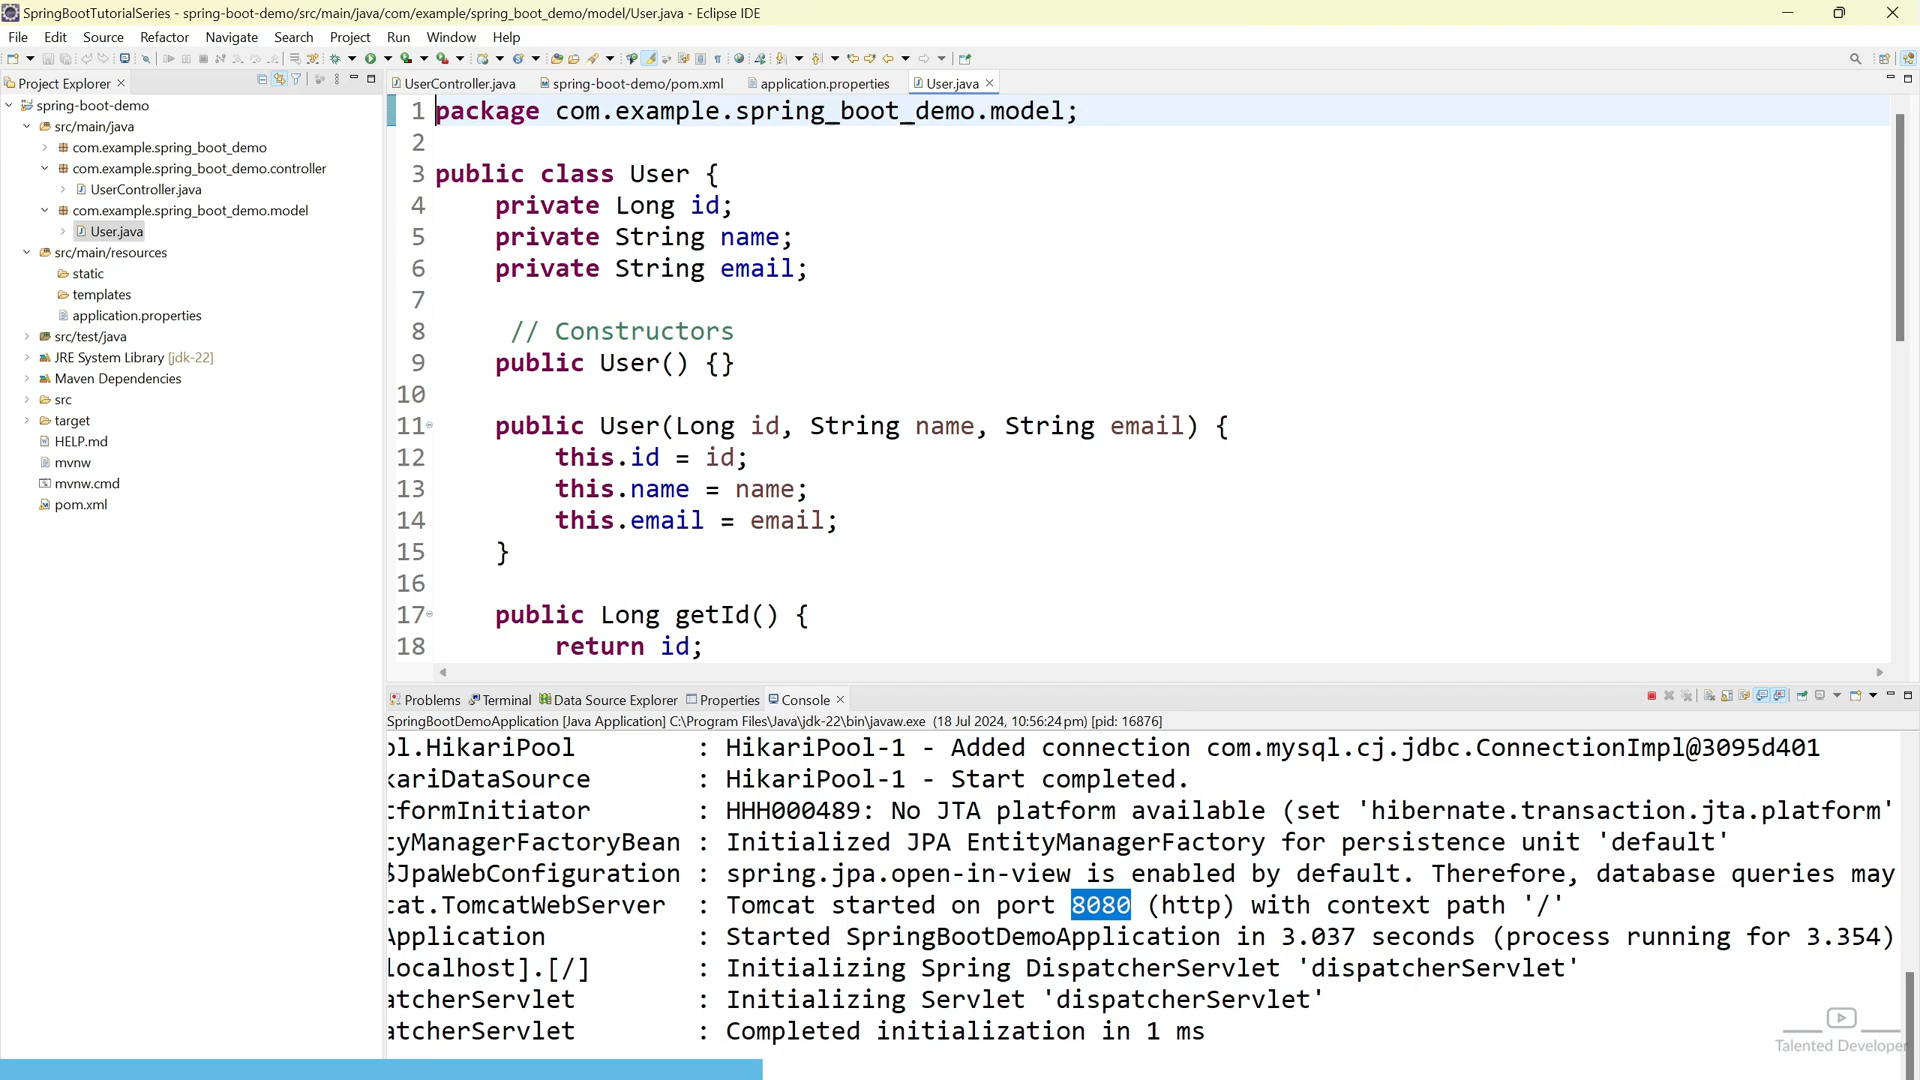 SpringBootTutorialSeries - spring-boot-demo/src/main/java/com/example/spring_boot_demo/model/User.java - Eclipse IDE
File Edit Source Refactor Navigate Search Project Run Window Help
Project Explorer
spring-boot-demo
src/main/java
com.example.spring_boot_demo
com.example.spring_boot_demo.controller
UserController.java
com.example.spring_boot_demo.model
User.java
src/main/resources
static
templates
application.properties
src/test/java
JRE System Library [jdk-22]
Maven Dependencies
src
target
HELP.md
mvnw
mvnw.cmd
pom.xml
UserController.java spring-boot-demo/pom.xml application.properties User.java
1 package com.example.spring_boot_demo.model;
2
3 public class User {
4 private Long id;
5 private String name;
6 private String email;
7
8 // Constructors
9 public User() {}
10
11 public User(Long id, String name, String email) {
12 this.id = id;
13 this.name = name;
14 this.email = email;
15 }
16
17 public Long getId() {
18 return id;
Problems Terminal Data Source Explorer Properties Console
SpringBootDemoApplication [Java Application] C:\Program Files\Java\jdk-22\bin\javaw.exe (18 Jul 2024, 10:56:24 pm) [pid: 16876]
ol.HikariPool : HikariPool-1 - Added connection com.mysql.cj.jdbc.ConnectionImpl@3095d401
kariDataSource : HikariPool-1 - Start completed.
tformInitiator : HHH000489: No JTA platform available (set 'hibernate.transaction.jta.platform'
tyManagerFactoryBean : Initialized JPA EntityManagerFactory for persistence unit 'default'
$JpaWebConfiguration : spring.jpa.open-in-view is enabled by default. Therefore, database queries may
cat.TomcatWebServer : Tomcat started on port 8080 (http) with context path '/'
Application : Started SpringBootDemoApplication in 3.037 seconds (process running for 3.354)
localhost].[/] : Initializing Spring DispatcherServlet 'dispatcherServlet'
atcherServlet : Initializing Servlet 'dispatcherServlet'
atcherServlet : Completed initialization in 1 ms
Talented Developer